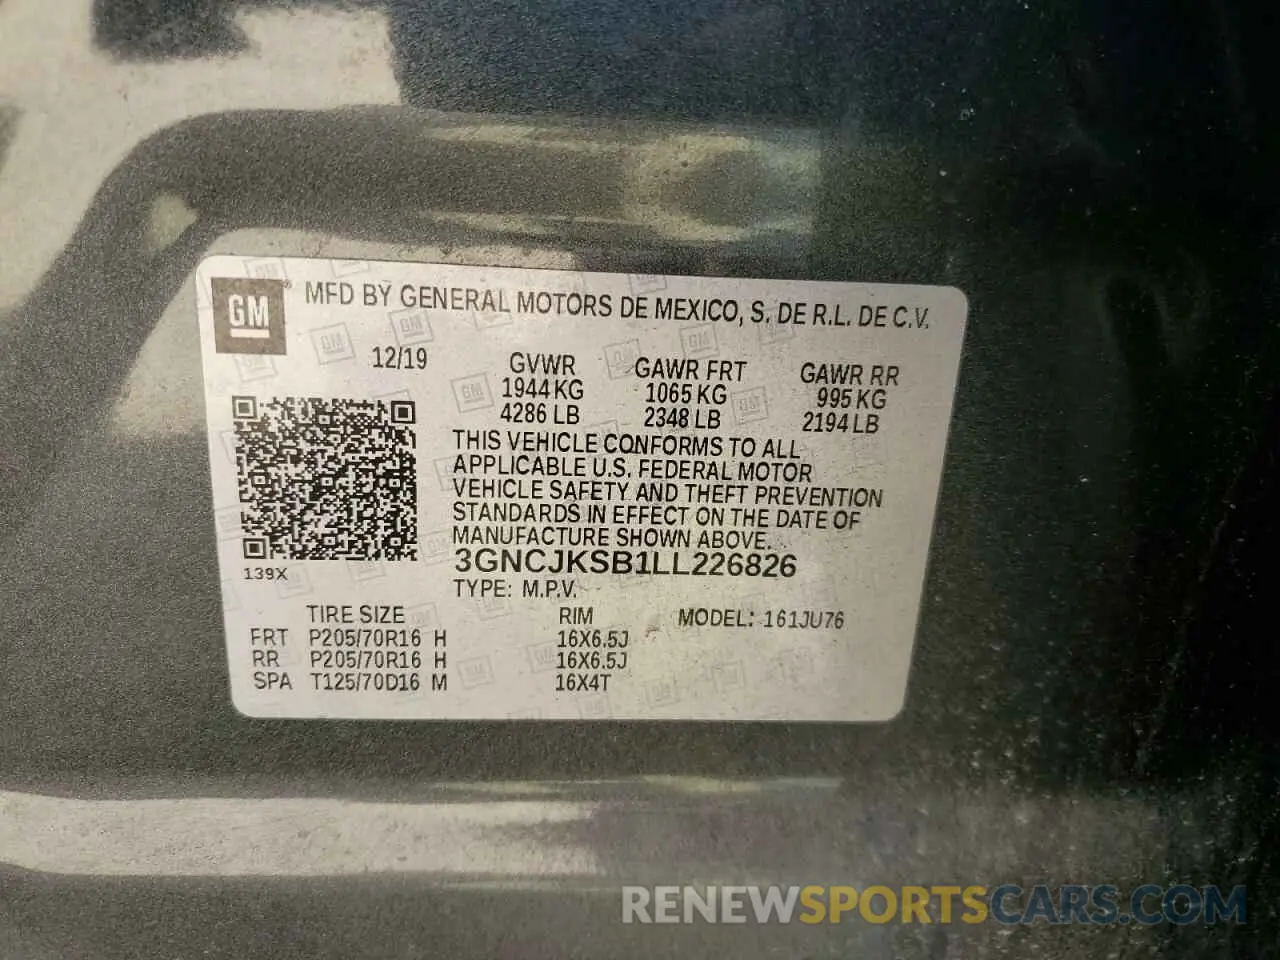 GM ® MFD BY GENERAL MOTORS DE MEXICO, S. DE R.L. DE C.V.
12/19 GVWR GAWR FRT GAWR RR
1944 KG 1065 KG 995 KG
4286 LB 2348 LB 2194 LB
THIS VEHICLE CONFORMS TO ALL
APPLICABLE U.S. FEDERAL MOTOR
VEHICLE SAFETY AND THEFT PREVENTION
STANDARDS IN EFFECT ON THE DATE OF
MANUFACTURE SHOWN ABOVE.
3GNCJKSB1LL226826
139X
TYPE: M.P.V.
TIRE SIZE RIM MODEL: 161JU76
FRT P205/70R16 H 16X6.5J
RR P205/70R16 H 16X6.5J
SPA T125/70D16 M 16X4T
RENEWSPORTSCARS.COM